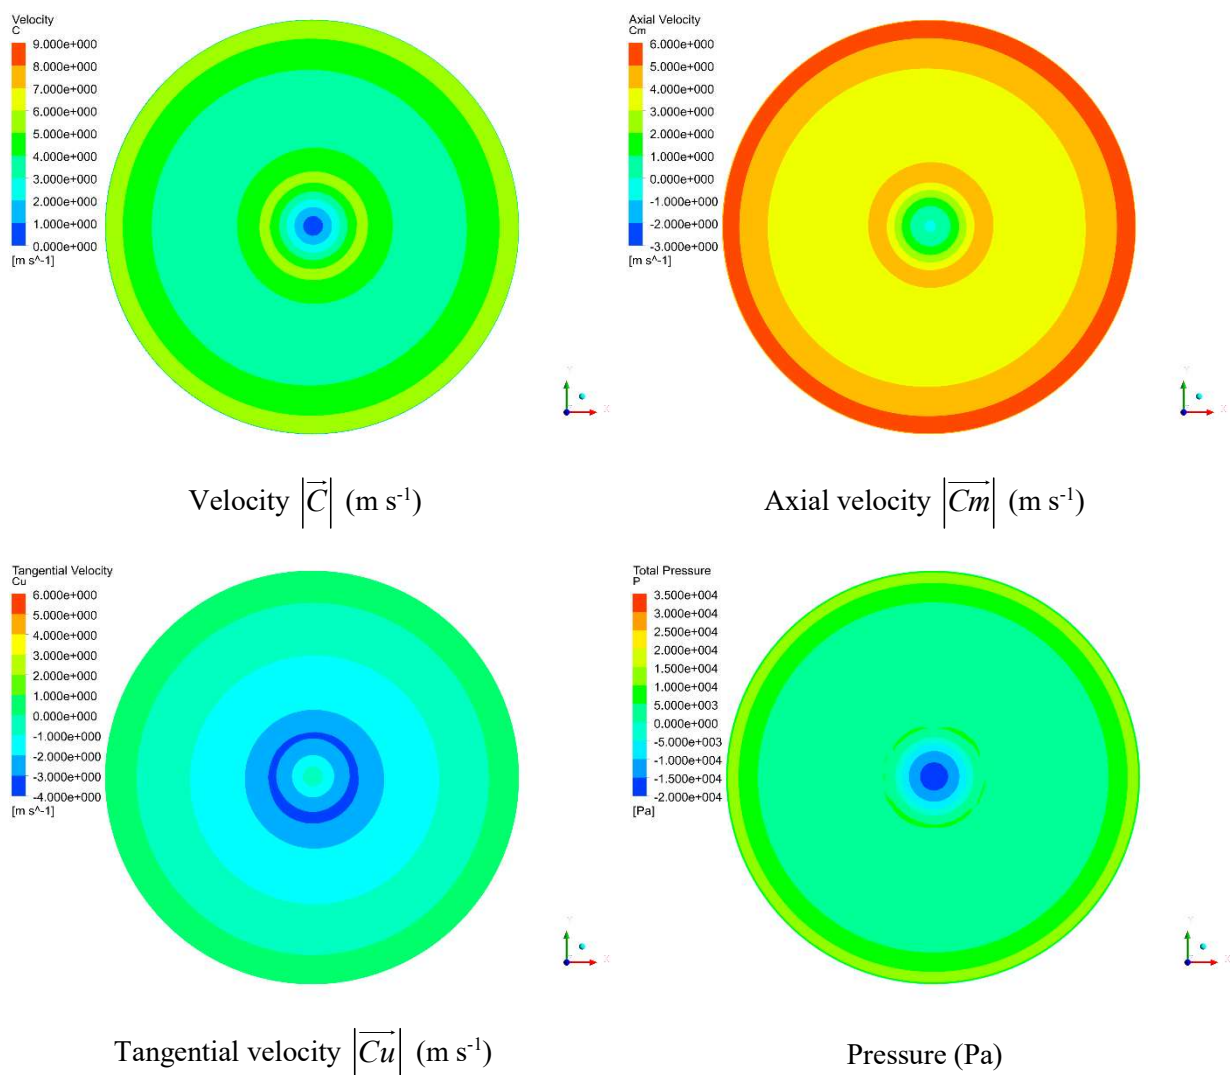 Velocity
C
9.000e+000
8.000e+000
7.000e+000
6.000e+000
5.000e+000
4.000e+000
3.000e+000
2.000e+000
1.000e+000
0.000e+000
[m s^-1]
Y
X
Axial Velocity
Cm
6.000e+000
5.000e+000
4.000e+000
3.000e+000
2.000e+000
1.000e+000
0.000e+000
-1.000e+000
-2.000e+000
-3.000e+000
[m s^-1]
Y
X
Velocity |C| (m s-1)
Axial velocity |Cm| (m s-1)
Tangential Velocity
Cu
6.000e+000
5.000e+000
4.000e+000
3.000e+000
2.000e+000
1.000e+000
0.000e+000
-1.000e+000
-2.000e+000
-3.000e+000
-4.000e+000
[m s^-1]
Y
X
Total Pressure
P
3.500e+004
3.000e+004
2.500e+004
2.000e+004
1.500e+004
1.000e+004
5.000e+003
0.000e+000
-5.000e+003
-1.000e+004
-1.500e+004
-2.000e+004
[Pa]
Y
X
Tangential velocity |Cu| (m s-1)
Pressure (Pa)